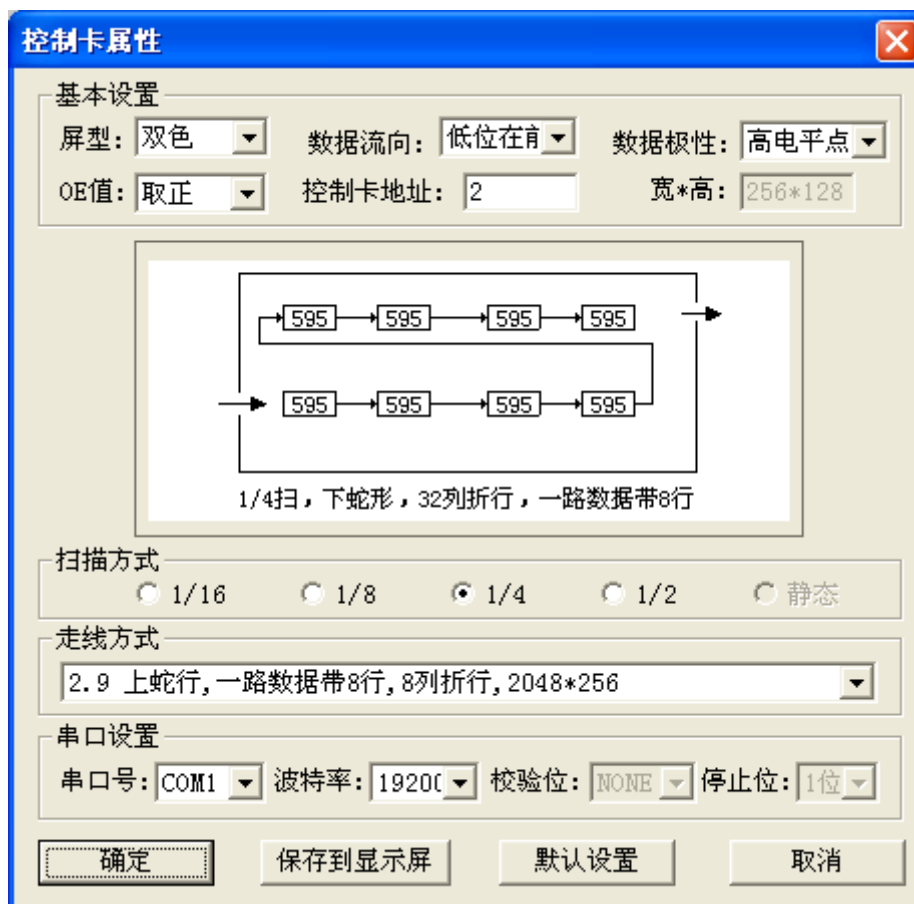 控制卡属性
基本设置
屏型: 双色 数据流向: 低位在前 数据极性: 高电平点
OE值: 取正 控制卡地址: 2 宽*高: 256*128
595 595 595 595
595 595 595 595
1/4扫，下蛇形，32列折行，一路数据带8行
扫描方式
1/16 1/8 1/4 1/2 静态
走线方式
2.9 上蛇行,一路数据带8行,8列折行,2048*256
串口设置
串口号: COM1 波特率: 1920 校验位: NONE 停止位: 1位
确定 保存到显示屏 默认设置 取消